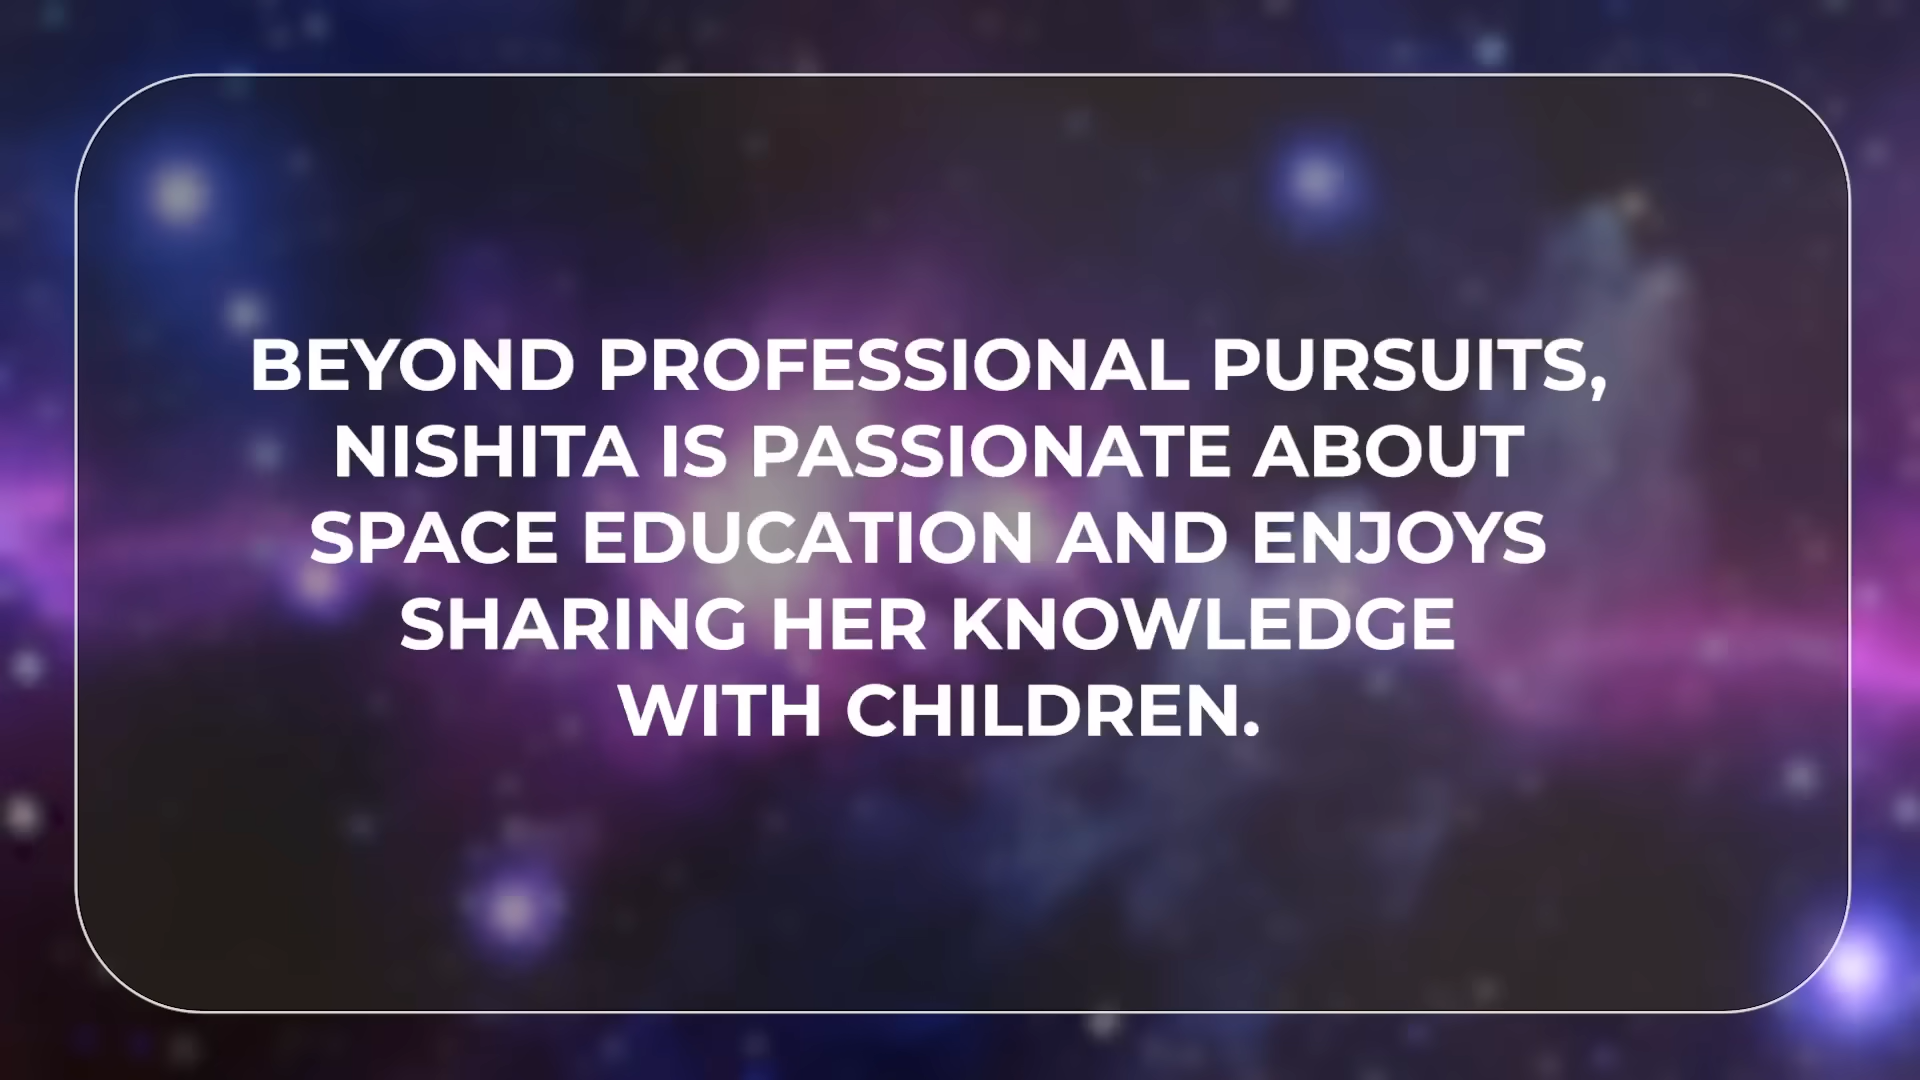 BEYOND PROFESSIONAL PURSUITS,
NISHITA IS PASSIONATE ABOUT
SPACE EDUCATION AND ENJOYS
SHARING HER KNOWLEDGE
WITH CHILDREN.